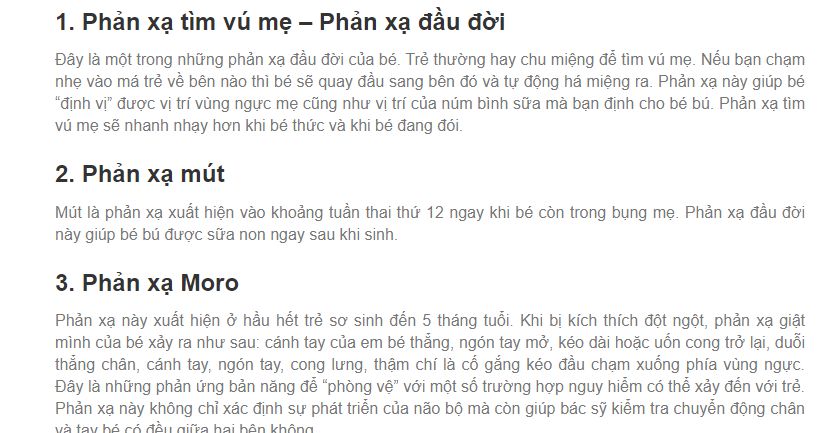 1. Phản xạ tìm vú mẹ – Phản xạ đầu đời
Đây là một trong những phản xạ đầu đời của bé. Trẻ thường hay chu miệng để tìm vú mẹ. Nếu bạn chạm
nhẹ vào má trẻ về bên nào thì bé sẽ quay đầu sang bên đó và tự động há miệng ra. Phản xạ này giúp bé
“định vị” được vị trí vùng ngực mẹ cũng như vị trí của núm bình sữa mà bạn định cho bé bú. Phản xạ tìm
vú mẹ sẽ nhanh nhạy hơn khi bé thức và khi bé đang đói.
2. Phản xạ mút
Mút là phản xạ xuất hiện vào khoảng tuần thai thứ 12 ngay khi bé còn trong bụng mẹ. Phản xạ đầu đời
này giúp bé bú được sữa non ngay sau khi sinh.
3. Phản xạ Moro
Phản xạ này xuất hiện ở hầu hết trẻ sơ sinh đến 5 tháng tuổi. Khi bị kích thích đột ngột, phản xạ giật
mình của bé xảy ra như sau: cánh tay của em bé thẳng, ngón tay mở, kéo dài hoặc uốn cong trở lại, duỗi
thẳng chân, cánh tay, ngón tay, cong lưng, thậm chí là cố gắng kéo đầu chạm xuống phía vùng ngực.
Đây là những phản ứng bản năng để “phòng vệ” với một số trường hợp nguy hiểm có thể xảy đến với trẻ.
Phản xạ này không chỉ xác định sự phát triển của não bộ mà còn giúp bác sỹ kiểm tra chuyển động chân
và tay bé có đều giữa hai bên không